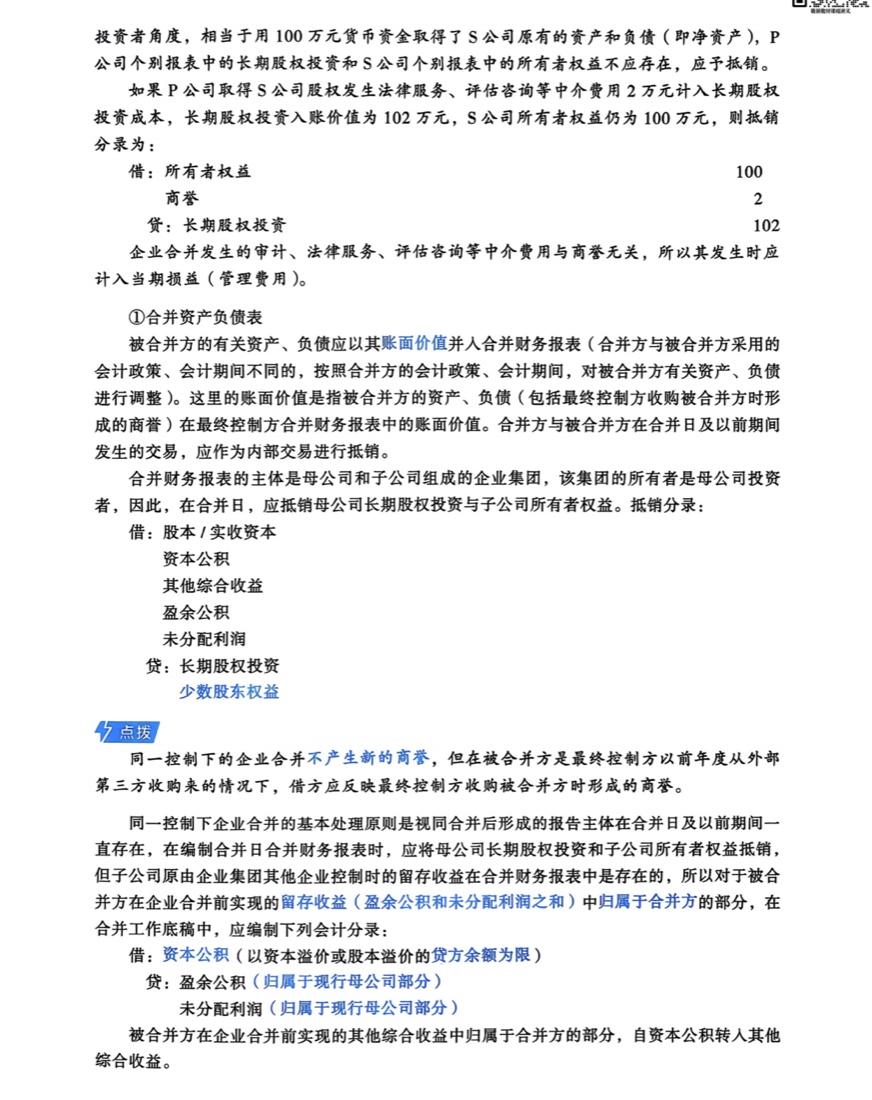 投资者角度，相当于用 100 万元货币资金取得了 S 公司原有的资产和负债（即净资产），P
公司个别报表中的长期股权投资和 S 公司个别报表中的所有者权益不应存在，应予抵销。
如果 P 公司取得 S 公司股权发生法律服务、评估咨询等中介费用 2 万元计入长期股权
投资成本，长期股权投资入账价值为 102 万元，S 公司所有者权益仍为 100 万元，则抵销
分录为：
借：所有者权益 100
商誉 2
贷：长期股权投资 102
企业合并发生的审计、法律服务、评估咨询等中介费用与商誉无关，所以其发生时应
计入当期损益（管理费用）。
①合并资产负债表
被合并方的有关资产、负债应以其账面价值并入合并财务报表（合并方与被合并方采用的
会计政策、会计期间不同的，按照合并方的会计政策、会计期间，对被合并方有关资产、负债
进行调整）。这里的账面价值是指被合并方的资产、负债（包括最终控制方收购被合并方时形
成的商誉）在最终控制方合并财务报表中的账面价值。合并方与被合并方在合并日及以前期间
发生的交易，应作为内部交易进行抵销。
合并财务报表的主体是母公司和子公司组成的企业集团，该集团的所有者是母公司投资
者，因此，在合并日，应抵销母公司长期股权投资与子公司所有者权益。抵销分录：
借：股本 / 实收资本
资本公积
其他综合收益
盈余公积
未分配利润
贷：长期股权投资
少数股东权益
点拨
同一控制下的企业合并不产生新的商誉，但在被合并方是最终控制方以前年度从外部
第三方收购来的情况下，借方应反映最终控制方收购被合并方时形成的商誉。
同一控制下企业合并的基本处理原则是视同合并后形成的报告主体在合并日及以前期间一
直存在，在编制合并日合并财务报表时，应将母公司长期股权投资和子公司所有者权益抵销，
但子公司原由企业集团其他企业控制时的留存收益在合并财务报表中是存在的，所以对于被合
并方在企业合并前实现的留存收益（盈余公积和未分配利润之和）中归属于合并方的部分，在
合并工作底稿中，应编制下列会计分录：
借：资本公积（以资本溢价或股本溢价的贷方余额为限）
贷：盈余公积（归属于现行母公司部分）
未分配利润（归属于现行母公司部分）
被合并方在企业合并前实现的其他综合收益中归属于合并方的部分，自资本公积转入其他
综合收益。